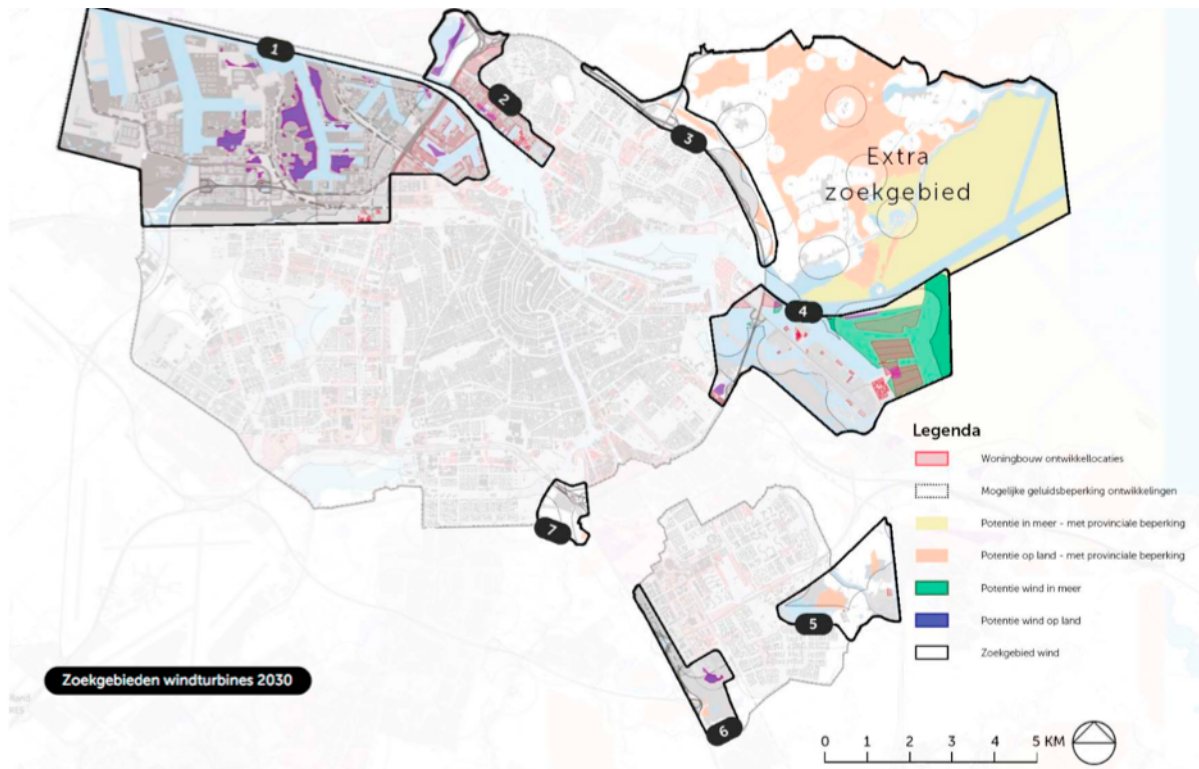 1
2
3
Extra
zoekgebied
4
Legenda
Woningbouw ontwikkellocaties
Mogelijke geluidsbeperking ontwikkelingen
Potentie in meer - met provinciale beperking
Potentie op land - met provinciale beperking
Potentie wind in meer
Potentie wind op land
Zoekgebied wind
7
5
6
Zoekgebieden windturbines 2030
0 1 2 3 4 5 KM